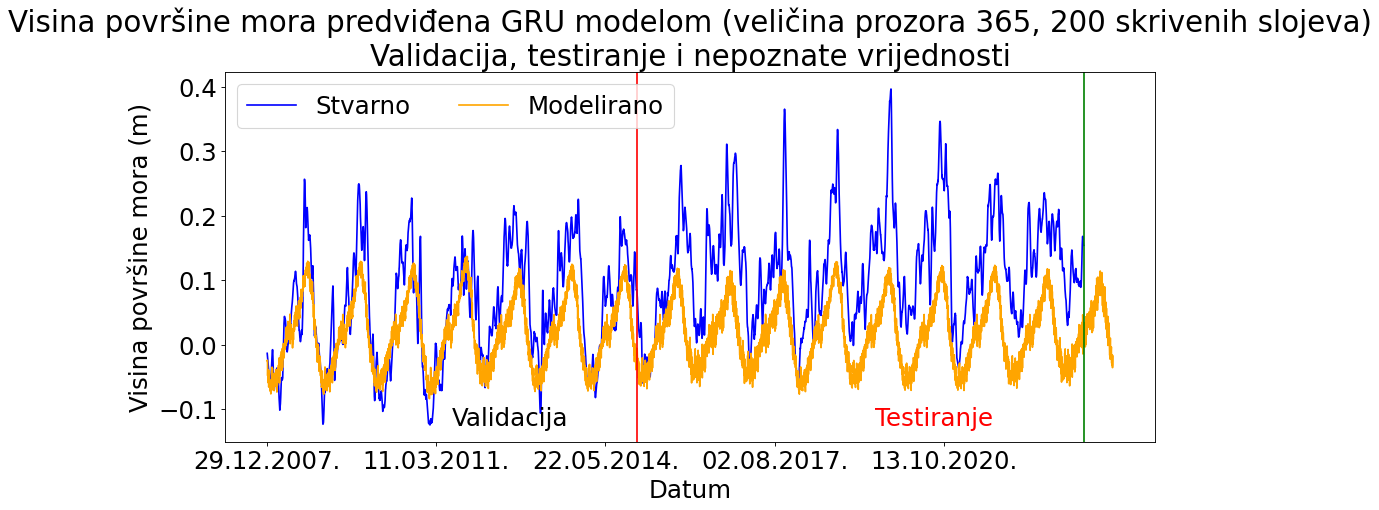 Visina površine mora predviđena GRU modelom (veličina prozora 365, 200 skrivenih slojeva)
Validacija, testiranje i nepoznate vrijednosti
Stvarno
Modelirano
Visina površine mora (m)
0.4
0.3
0.2
0.1
0.0
−0.1
Validacija
Testiranje
29.12.2007.
11.03.2011.
22.05.2014.
02.08.2017.
13.10.2020.
Datum